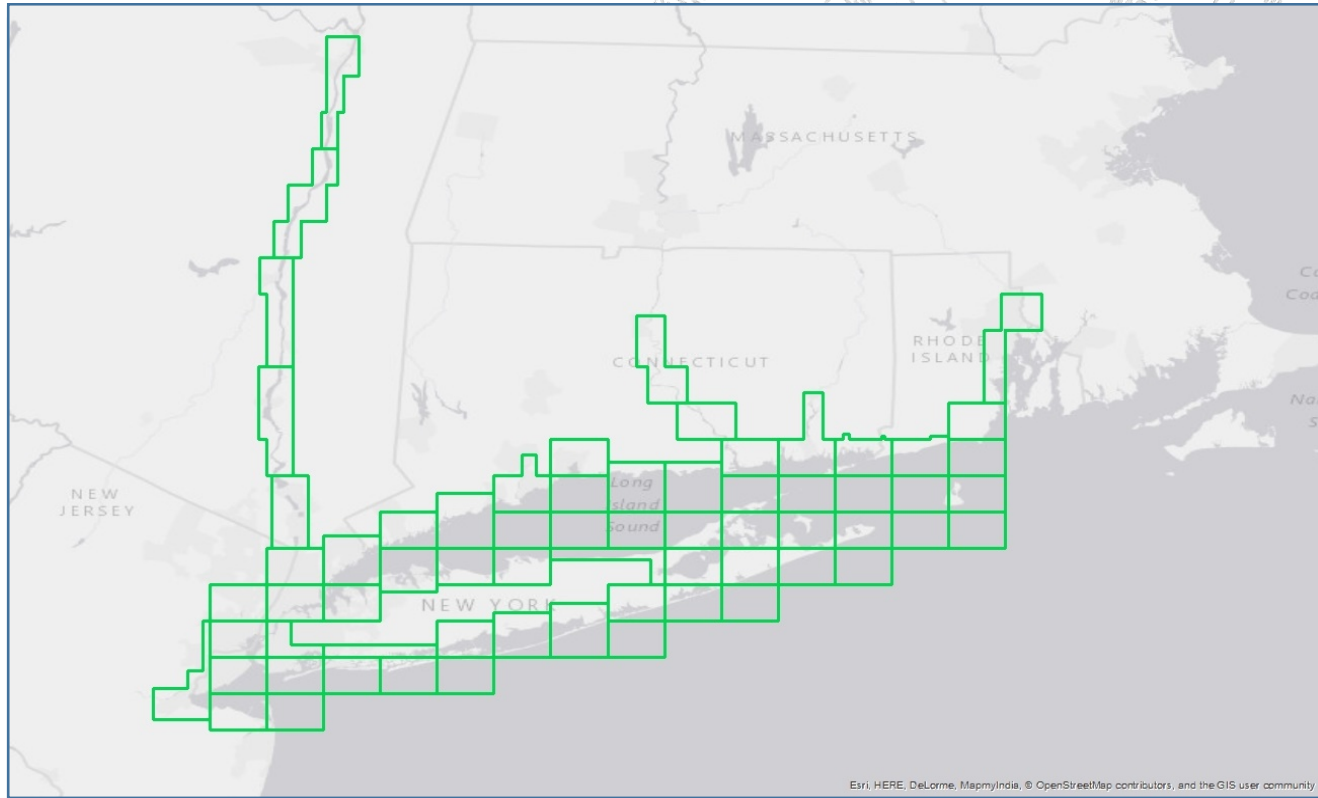 MASSACHUSETTS
CONNECTICUT
RHODE
ISLAND
Long
Island
Sound
NEW
JERSEY
NEW YORK
Esri, HERE, DeLorme, MapmyIndia, © OpenStreetMap contributors, and the GIS user community